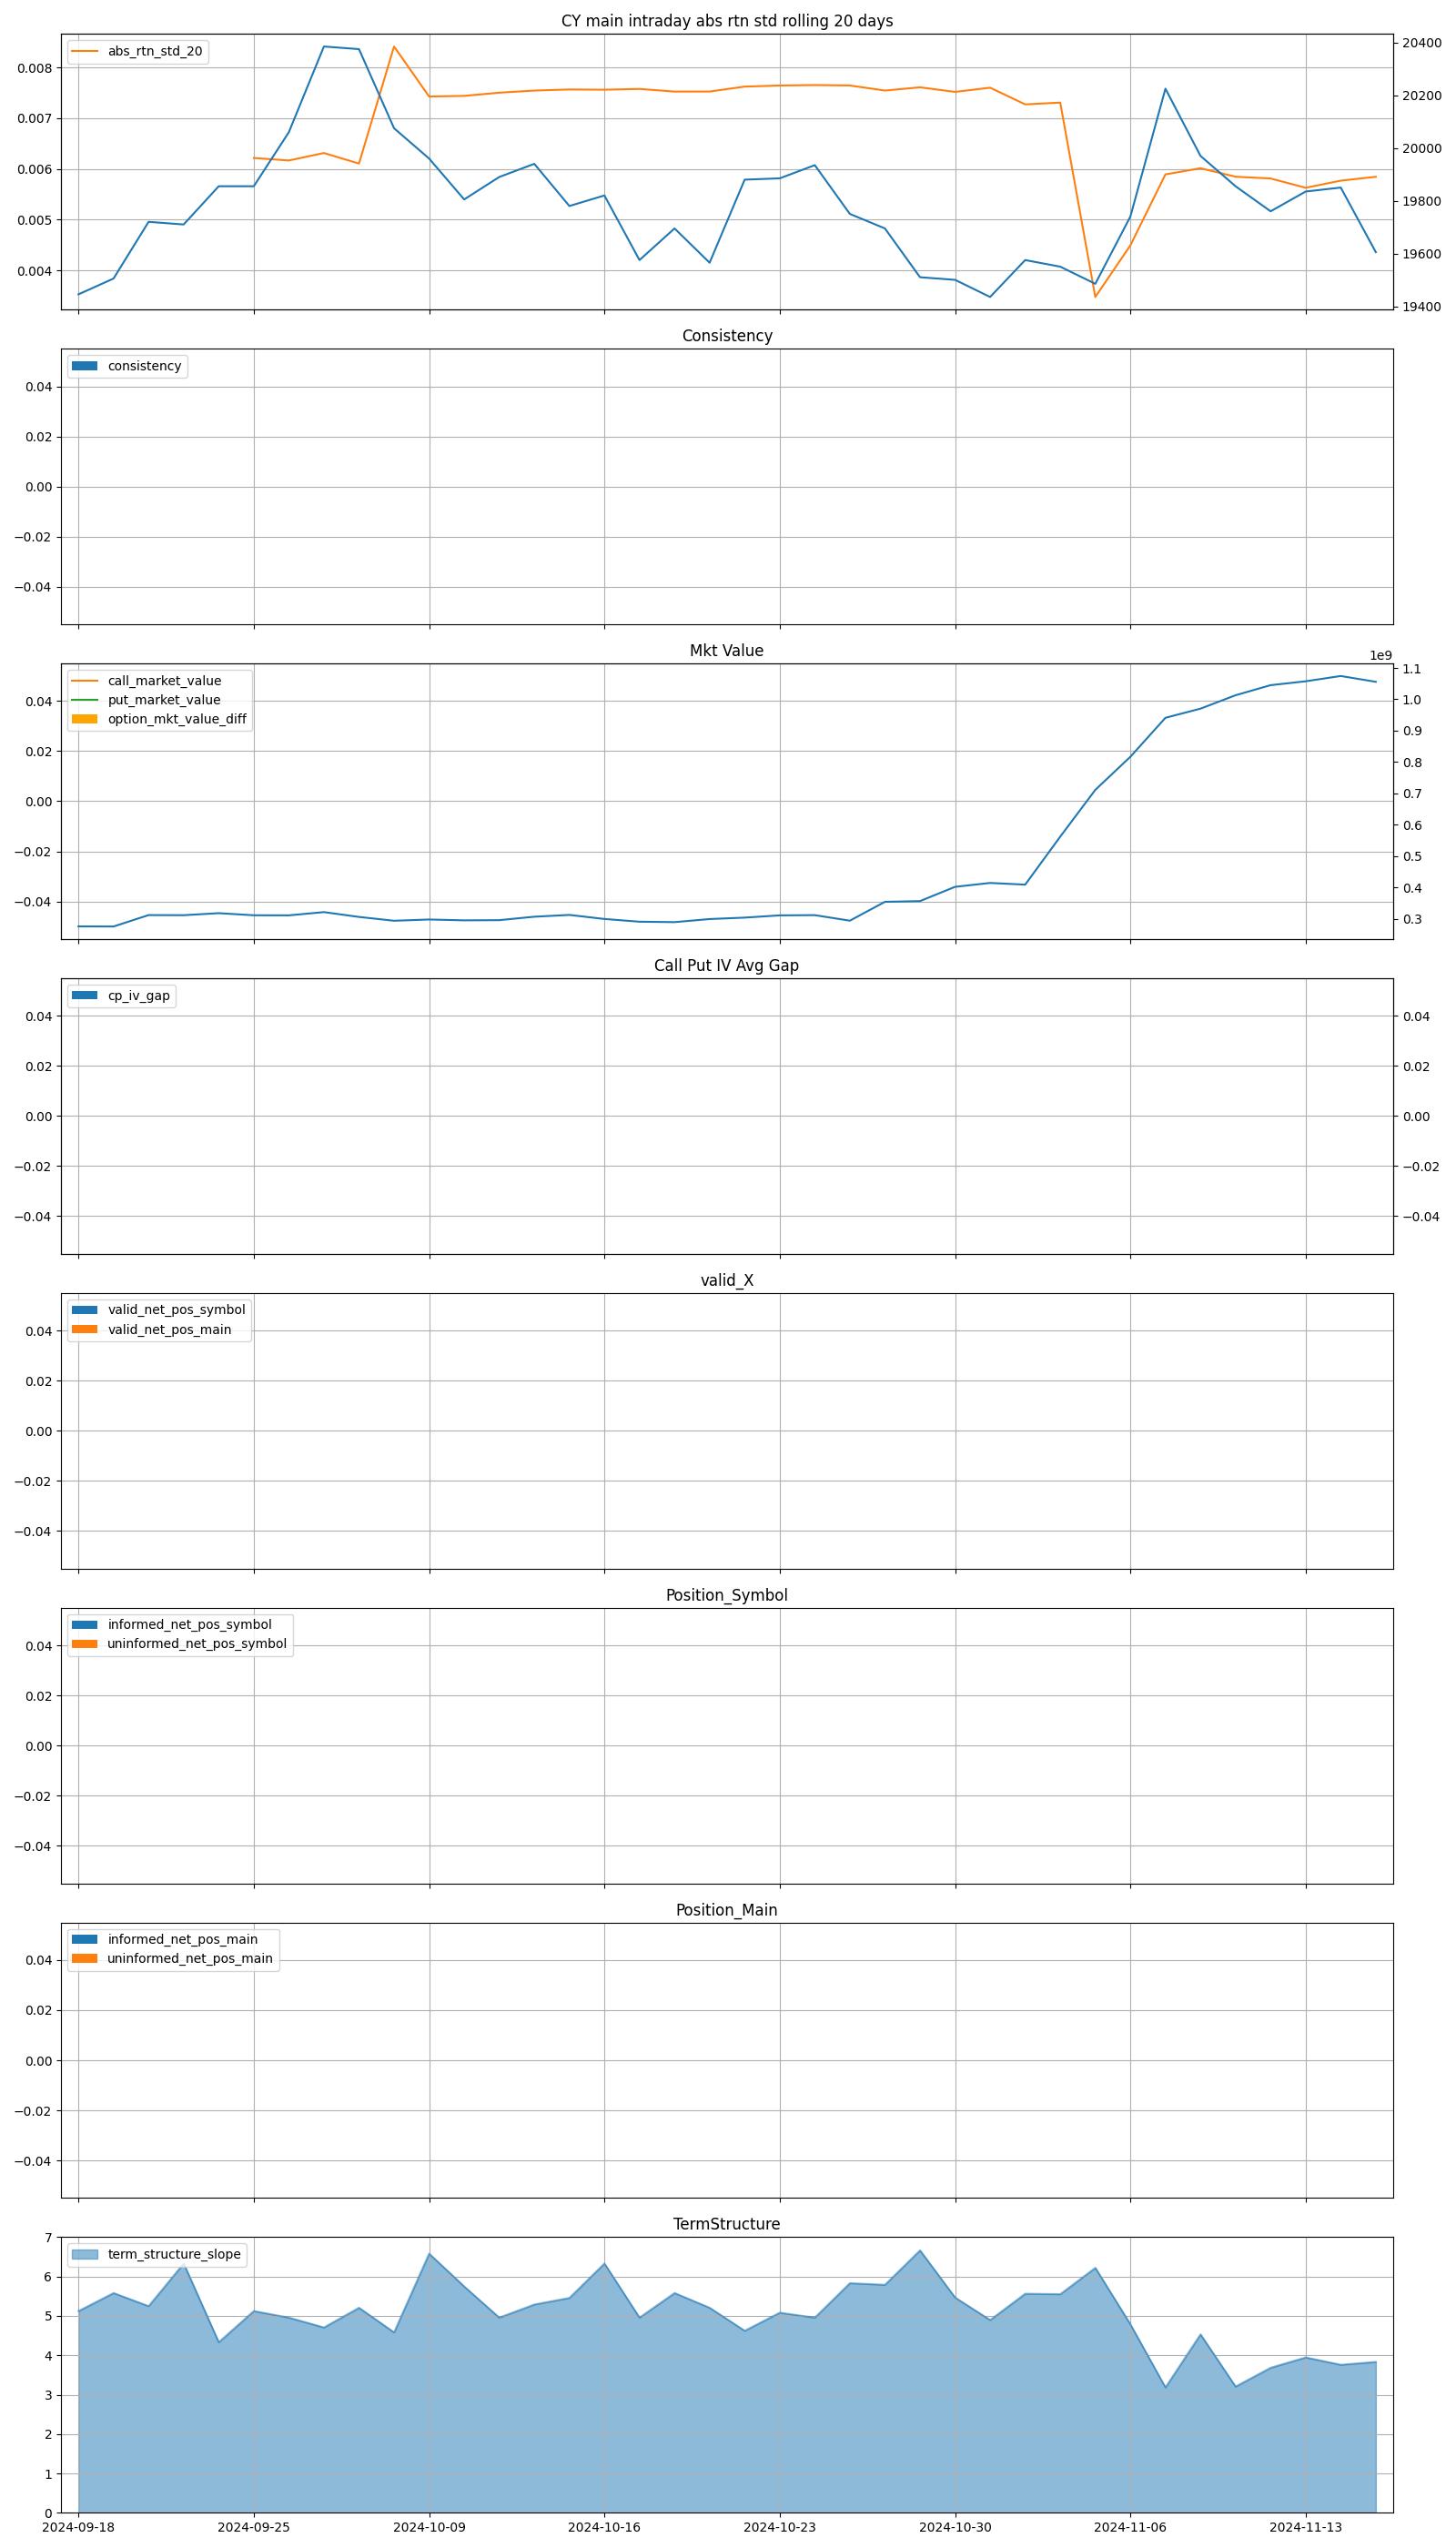 CY main intraday abs rtn std rolling 20 days
abs_rtn_std_20
0.008
0.007
0.006
0.005
0.004
20400
20200
20000
19800
19600
19400
Consistency
consistency
0.04
0.02
0.00
−0.02
−0.04
Mkt Value
1e9
call_market_value
put_market_value
option_mkt_value_diff
0.04
0.02
0.00
−0.02
−0.04
1.1
1.0
0.9
0.8
0.7
0.6
0.5
0.4
0.3
Call Put IV Avg Gap
cp_iv_gap
0.04
0.02
0.00
−0.02
−0.04
0.04
0.02
0.00
−0.02
−0.04
valid_X
valid_net_pos_symbol
valid_net_pos_main
0.04
0.02
0.00
−0.02
−0.04
Position_Symbol
informed_net_pos_symbol
uninformed_net_pos_symbol
0.04
0.02
0.00
−0.02
−0.04
Position_Main
informed_net_pos_main
uninformed_net_pos_main
0.04
0.02
0.00
−0.02
−0.04
TermStructure
term_structure_slope
7
6
5
4
3
2
1
0
2024-09-18 2024-09-25 2024-10-09 2024-10-16 2024-10-23 2024-10-30 2024-11-06 2024-11-13